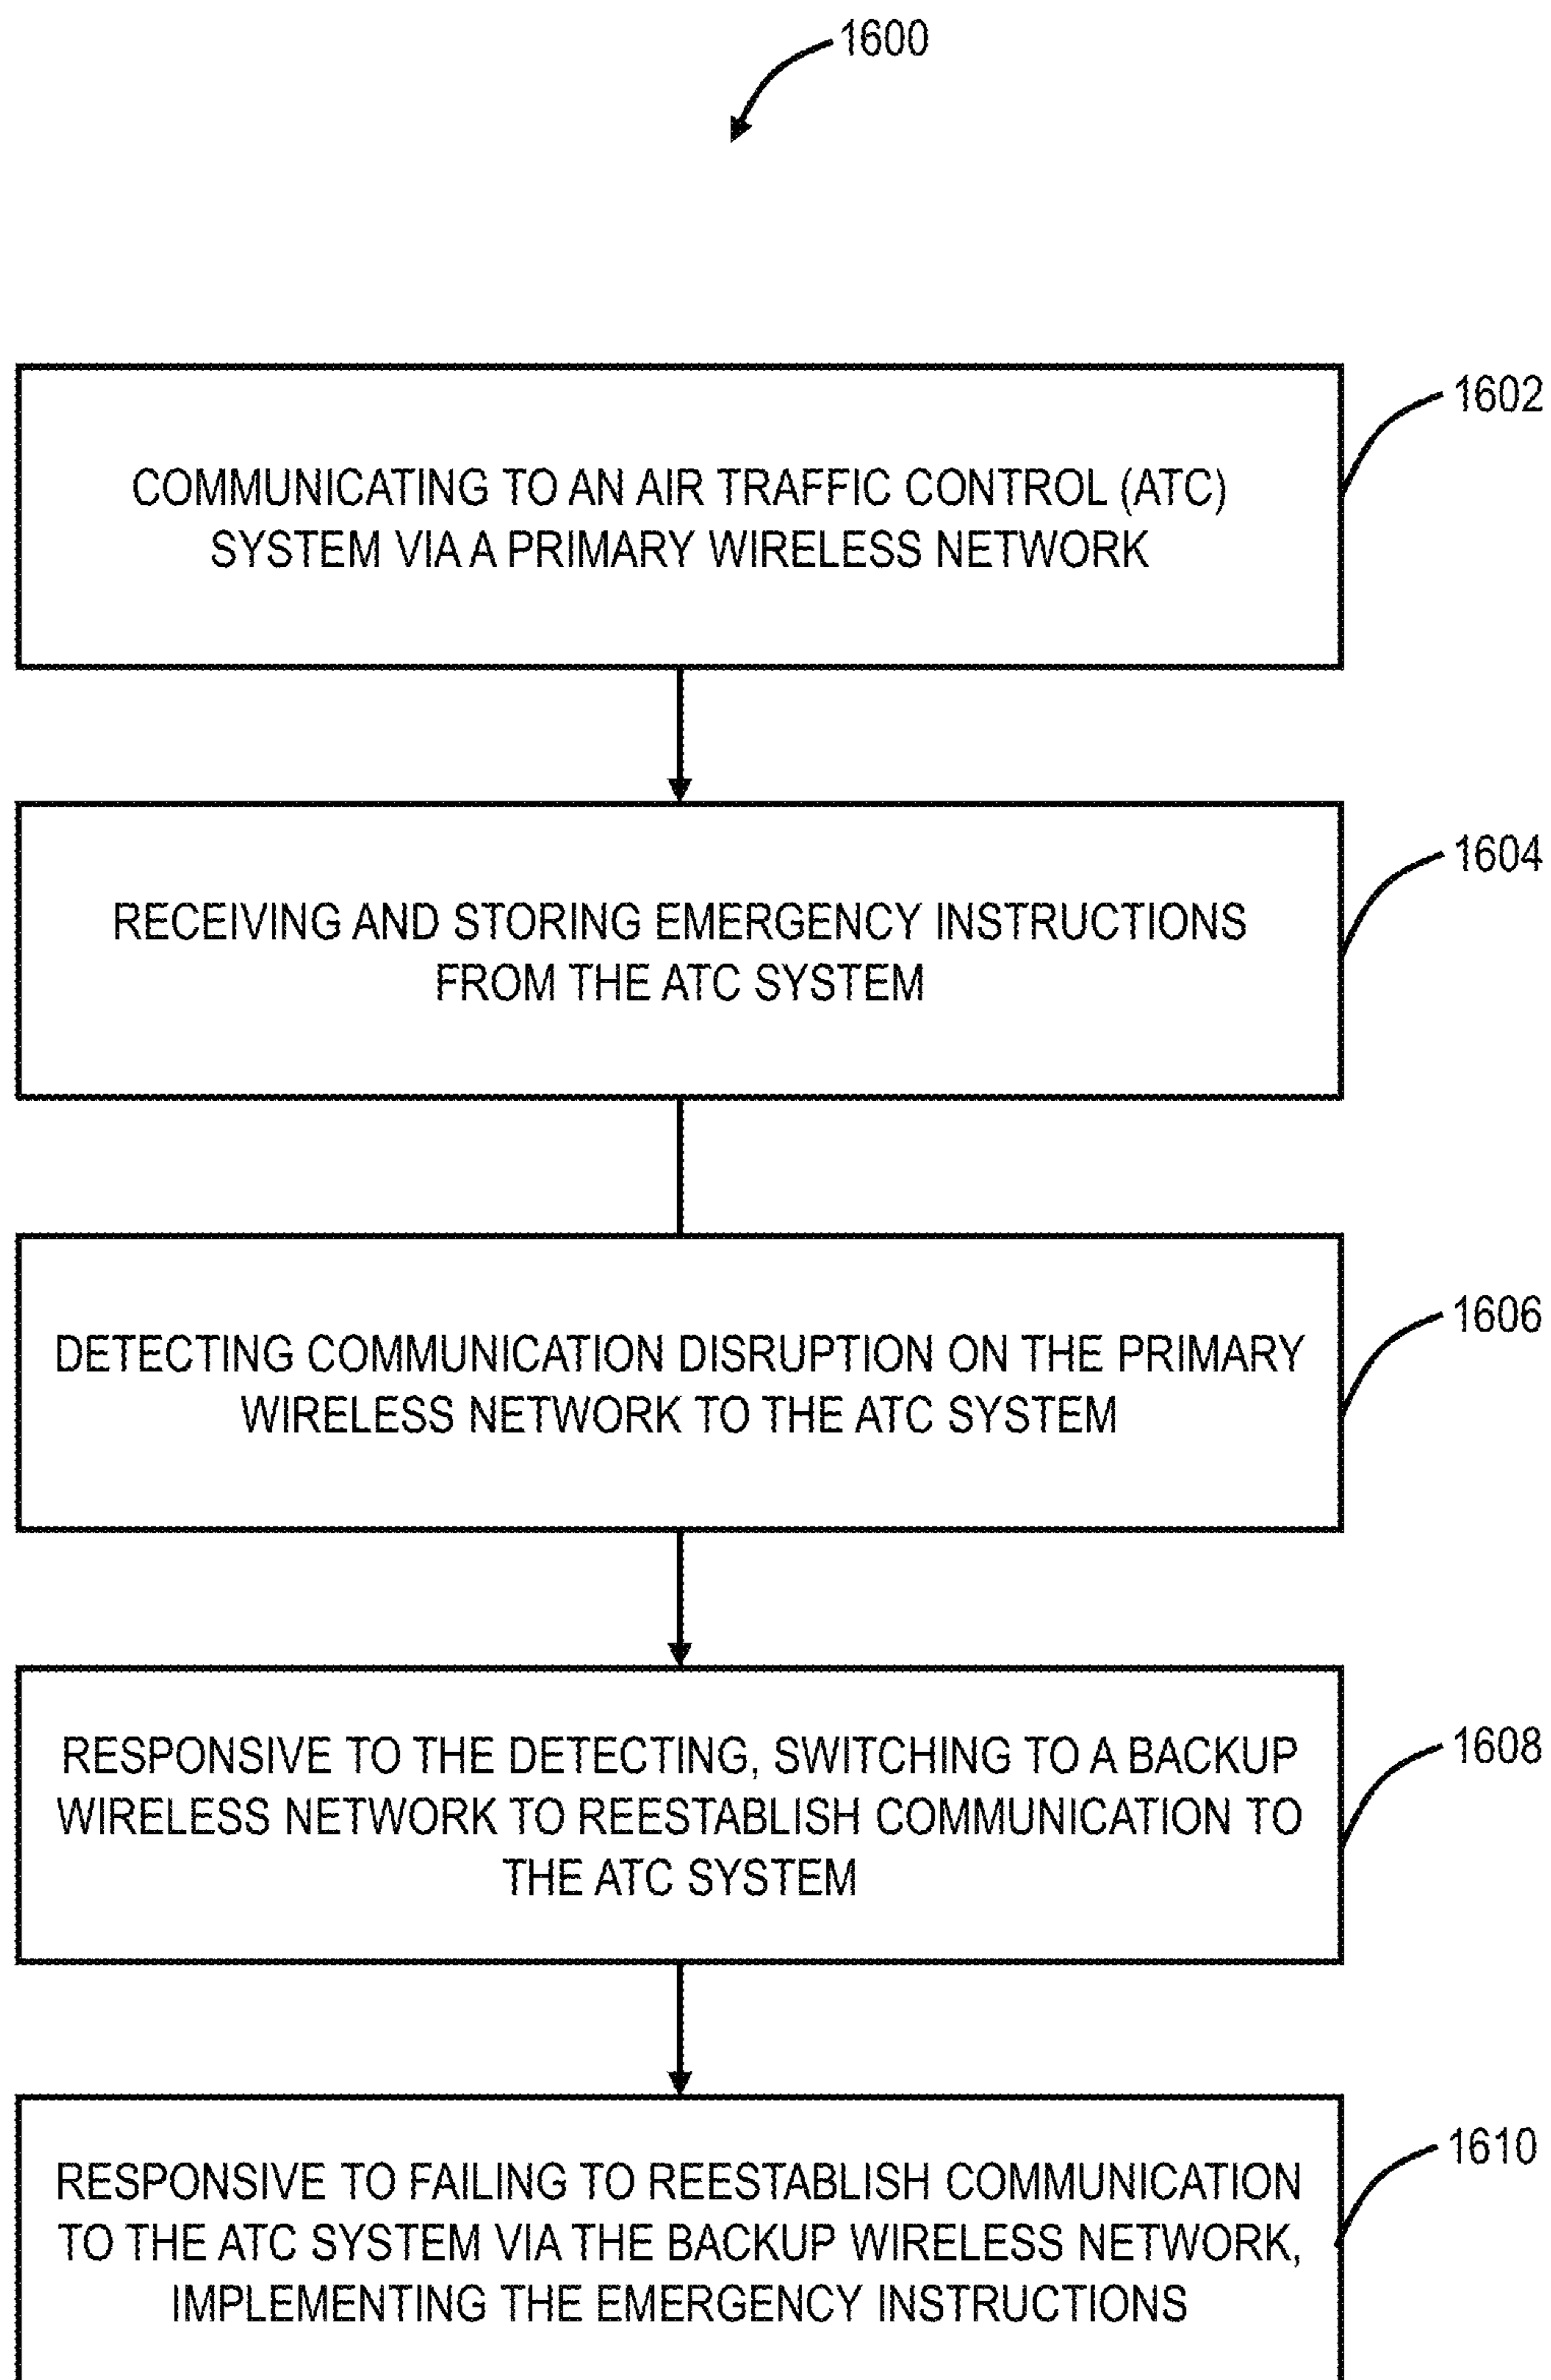 1600
1602
COMMUNICATING TO AN AIR TRAFFIC CONTROL (ATC)
SYSTEM VIA A PRIMARY WIRELESS NETWORK
1604
RECEIVING AND STORING EMERGENCY INSTRUCTIONS
FROM THE ATC SYSTEM
1606
DETECTING COMMUNICATION DISRUPTION ON THE PRIMARY
WIRELESS NETWORK TO THE ATC SYSTEM
1608
RESPONSIVE TO THE DETECTING, SWITCHING TO A BACKUP
WIRELESS NETWORK TO REESTABLISH COMMUNICATION TO
THE ATC SYSTEM
1610
RESPONSIVE TO FAILING TO REESTABLISH COMMUNICATION
TO THE ATC SYSTEM VIA THE BACKUP WIRELESS NETWORK,
IMPLEMENTING THE EMERGENCY INSTRUCTIONS